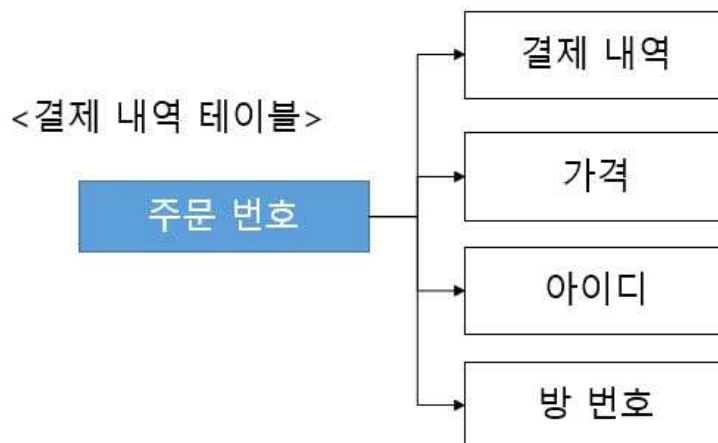 <결제 내역 테이블>
주문 번호
결제 내역
가격
아이디
방 번호